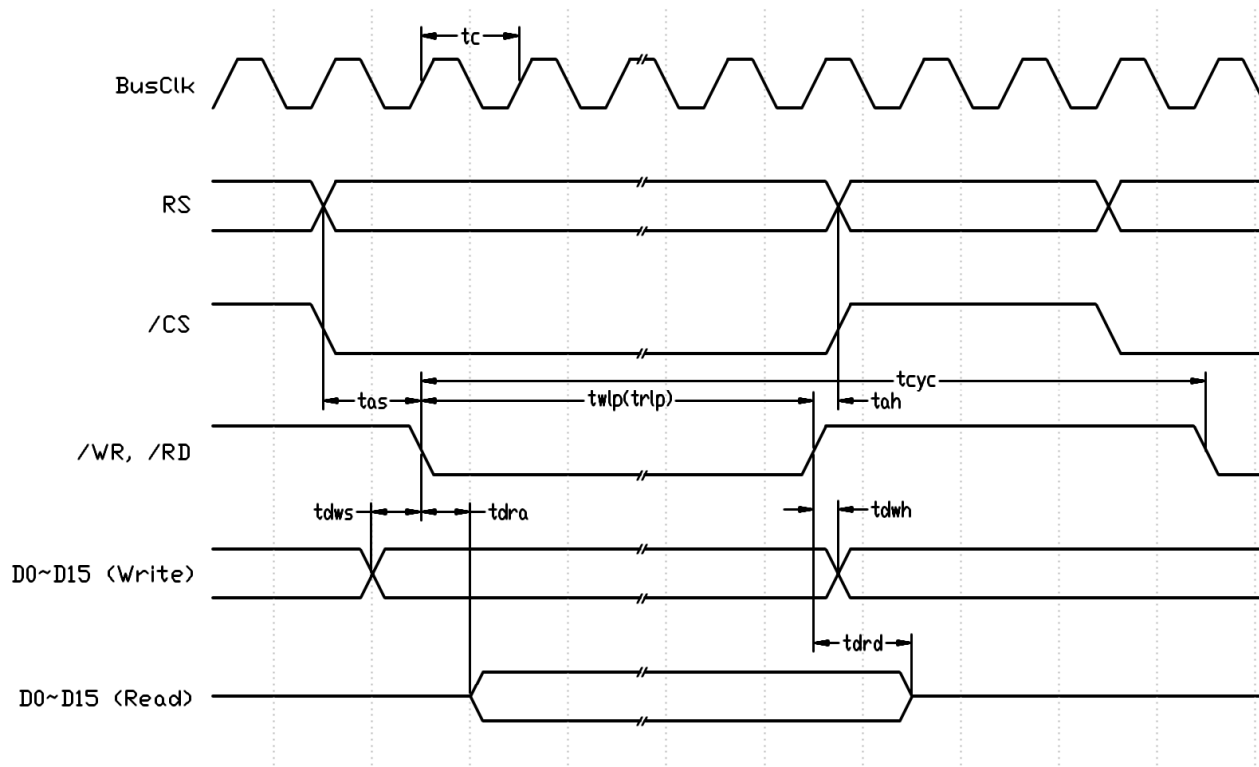 tc
BusClk
RS
/CS
tcyc
tas
twlp(trlp)
tah
/WR, /RD
tdws
tdra
tdwh
D0~D15 (Write)
tdrd
D0~D15 (Read)